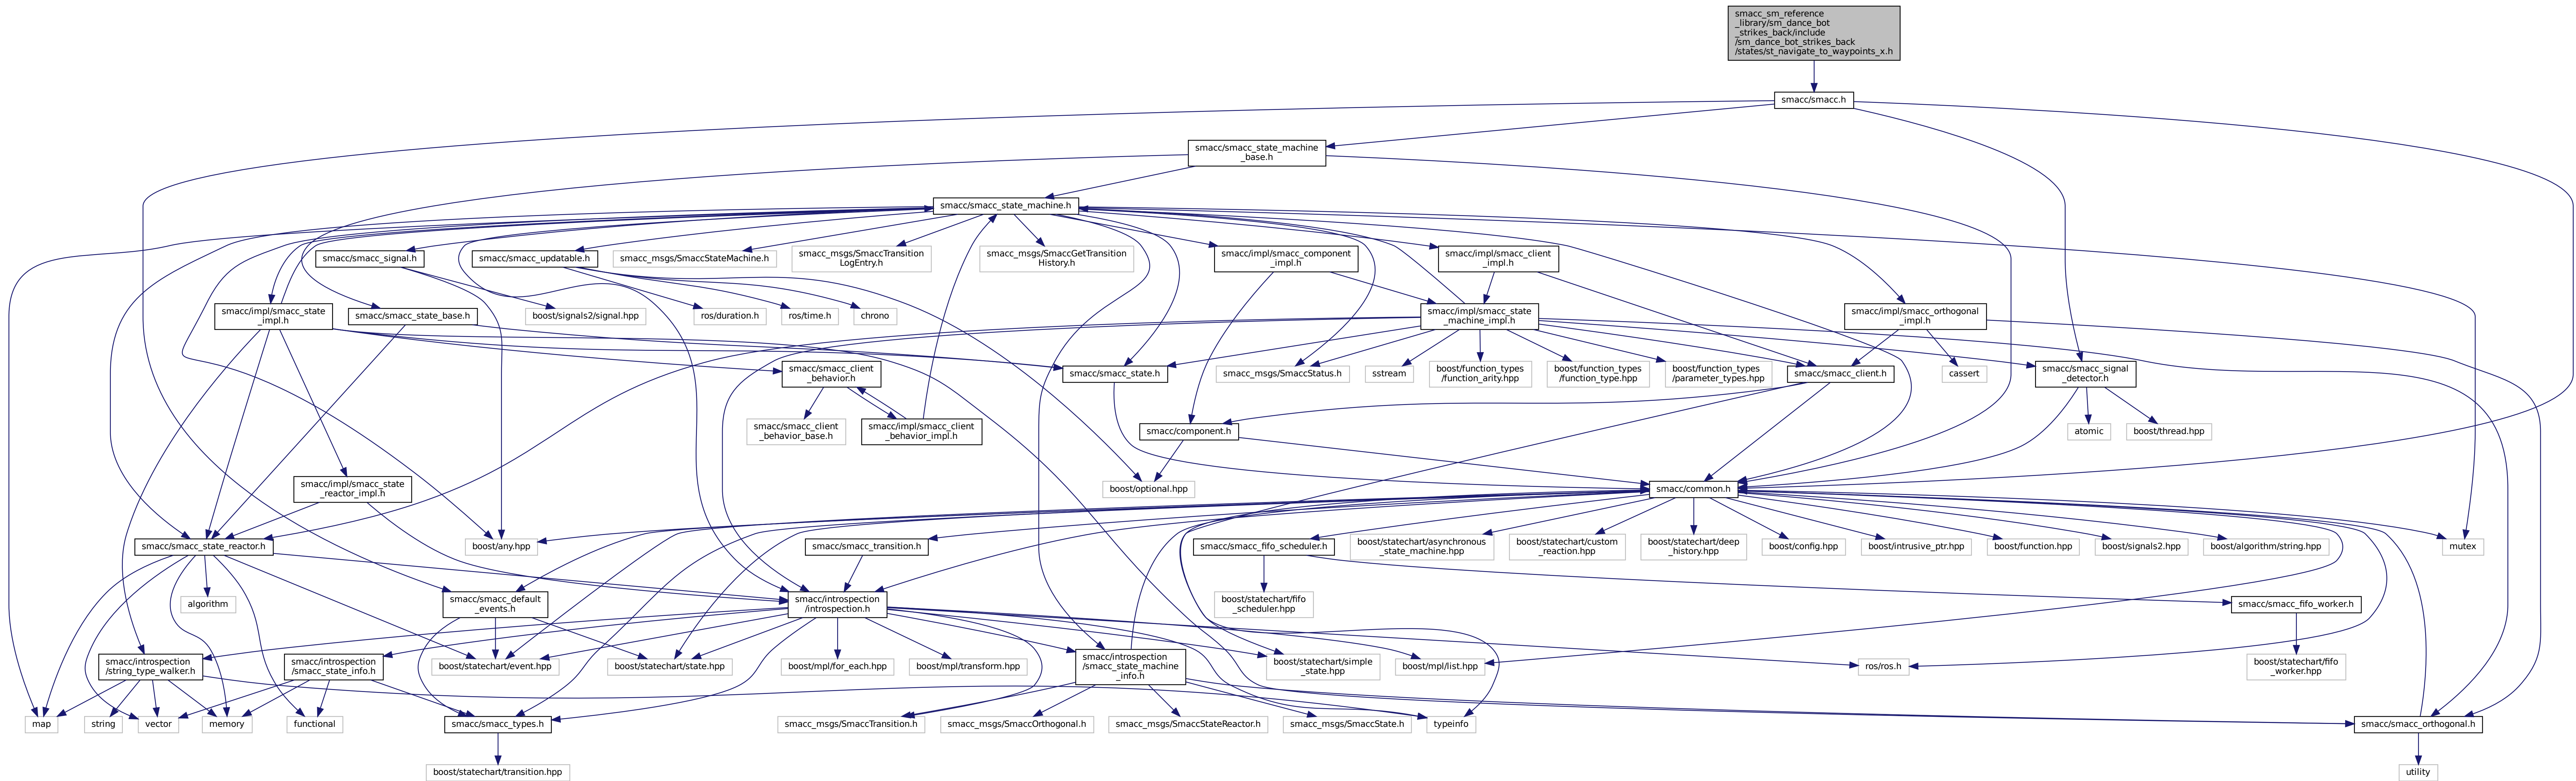 smacc_sm_reference
_library/sm_dance_bot
_strikes_back/include
/sm_dance_bot_strikes_back
/states/st_navigate_to_waypoints_x.h
smacc/smacc.h
smacc/smacc_state_machine
_base.h
smacc/smacc_state_machine.h
smacc/smacc_signal.h
smacc/smacc_updatable.h
smacc_msgs/SmaccStateMachine.h
smacc_msgs/SmaccTransition
LogEntry.h
smacc_msgs/SmaccGetTransition
History.h
smacc/impl/smacc_component
_impl.h
smacc/impl/smacc_client
_impl.h
smacc/impl/smacc_state
_impl.h
smacc/smacc_state_base.h
boost/signals2/signal.hpp
ros/duration.h
ros/time.h
chrono
smacc/impl/smacc_state
_machine_impl.h
smacc/impl/smacc_orthogonal
_impl.h
smacc/smacc_client
_behavior.h
smacc/smacc_state.h
smacc_msgs/SmaccStatus.h
sstream
boost/function_types
/function_arity.hpp
boost/function_types
/function_type.hpp
boost/function_types
/parameter_types.hpp
smacc/smacc_client.h
cassert
smacc/smacc_signal
_detector.h
smacc/smacc_client
_behavior_base.h
smacc/impl/smacc_client
_behavior_impl.h
smacc/component.h
atomic
boost/thread.hpp
smacc/impl/smacc_state
_reactor_impl.h
boost/optional.hpp
smacc/common.h
smacc/smacc_state_reactor.h
boost/any.hpp
smacc/smacc_transition.h
smacc/smacc_fifo_scheduler.h
boost/statechart/asynchronous
_state_machine.hpp
boost/statechart/custom
_reaction.hpp
boost/statechart/deep
_history.hpp
boost/config.hpp
boost/intrusive_ptr.hpp
boost/function.hpp
boost/signals2.hpp
boost/algorithm/string.hpp
mutex
algorithm
smacc/smacc_default
_events.h
smacc/introspection
/introspection.h
boost/statechart/fifo
_scheduler.hpp
smacc/smacc_fifo_worker.h
smacc/introspection
/string_type_walker.h
smacc/introspection
/smacc_state_info.h
boost/statechart/event.hpp
boost/statechart/state.hpp
boost/mpl/for_each.hpp
boost/mpl/transform.hpp
smacc/introspection
/smacc_state_machine
_info.h
boost/statechart/simple
_state.hpp
boost/mpl/list.hpp
ros/ros.h
boost/statechart/fifo
_worker.hpp
map
string
vector
memory
functional
smacc/smacc_types.h
smacc_msgs/SmaccTransition.h
smacc_msgs/SmaccOrthogonal.h
smacc_msgs/SmaccStateReactor.h
smacc_msgs/SmaccState.h
typeinfo
smacc/smacc_orthogonal.h
boost/statechart/transition.hpp
utility